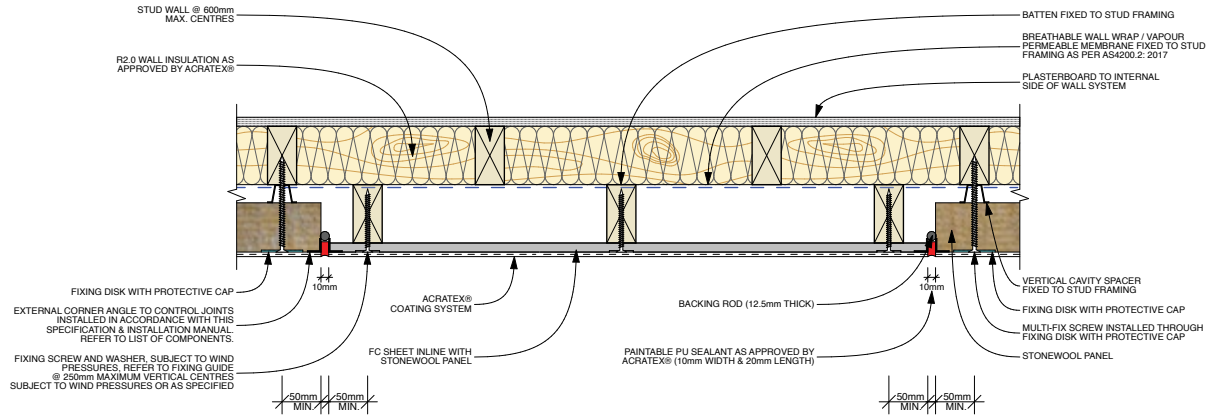 STUD WALL @ 600mm
MAX. CENTRES
R2.0 WALL INSULATION AS
APPROVED BY ACRATEX®
BATTEN FIXED TO STUD FRAMING
BREATHABLE WALL WRAP / VAPOUR
PERMEABLE MEMBRANE FIXED TO STUD
FRAMING AS PER AS4200.2: 2017
PLASTERBOARD TO INTERNAL
SIDE OF WALL SYSTEM
10mm
10mm
FIXING DISK WITH PROTECTIVE CAP
EXTERNAL CORNER ANGLE TO CONTROL JOINTS
INSTALLED IN ACCORDANCE WITH THIS
SPECIFICATION & INSTALLATION MANUAL.
REFER TO LIST OF COMPONENTS.
FIXING SCREW AND WASHER, SUBJECT TO WIND
PRESSURES, REFER TO FIXING GUIDE
@ 250mm MAXIMUM VERTICAL CENTRES
SUBJECT TO WIND PRESSURES OR AS SPECIFIED
ACRATEX®
COATING SYSTEM
FC SHEET INLINE WITH
STONEWOOL PANEL
BACKING ROD (12.5mm THICK)
PAINTABLE PU SEALANT AS APPROVED BY
ACRATEX® (10mm WIDTH & 20mm LENGTH)
VERTICAL CAVITY SPACER
FIXED TO STUD FRAMING
FIXING DISK WITH PROTECTIVE CAP
MULTI-FIX SCREW INSTALLED THROUGH
FIXING DISK WITH PROTECTIVE CAP
STONEWOOL PANEL
50mm
MIN.
50mm
MIN.
50mm
MIN.
50mm
MIN.